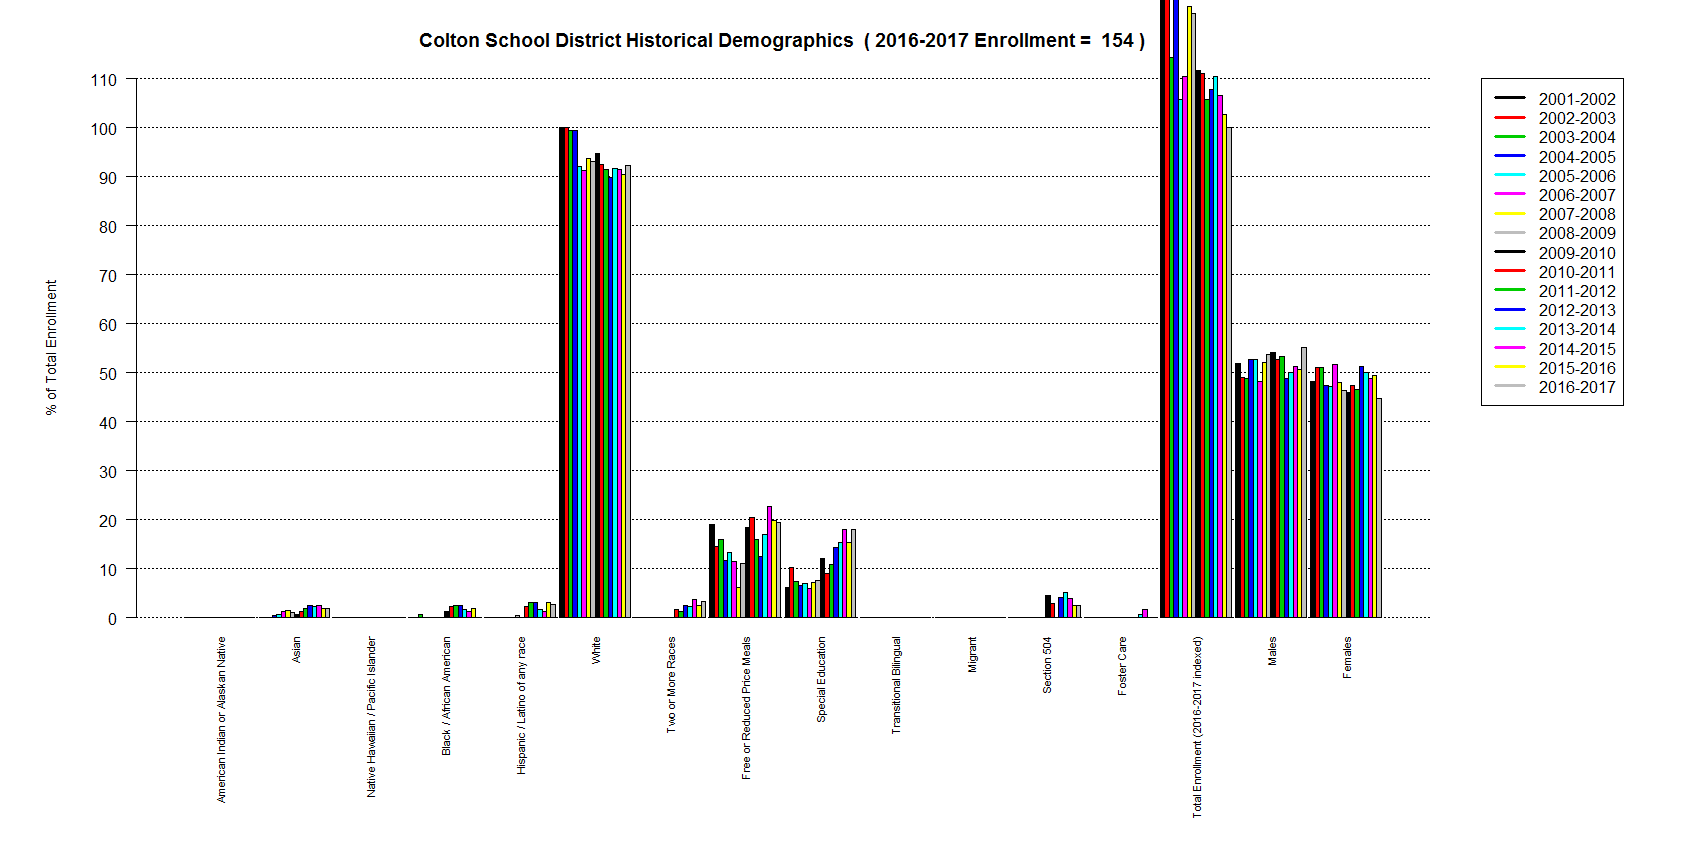 Colton School District Historical Demographics  ( 2016-2017 Enrollment =  154 )
110
100
90
80
70
60
50
40
30
20
10
0
% of Total Enrollment
American Indian or Alaskan Native
Asian
Native Hawaiian / Pacific Islander
Black / African American
Hispanic / Latino of any race
White
Two or More Races
Free or Reduced Price Meals
Special Education
Transitional Bilingual
Migrant
Section 504
Foster Care
Total Enrollment (2016-2017 indexed)
Males
Females
2001-2002
2002-2003
2003-2004
2004-2005
2005-2006
2006-2007
2007-2008
2008-2009
2009-2010
2010-2011
2011-2012
2012-2013
2013-2014
2014-2015
2015-2016
2016-2017